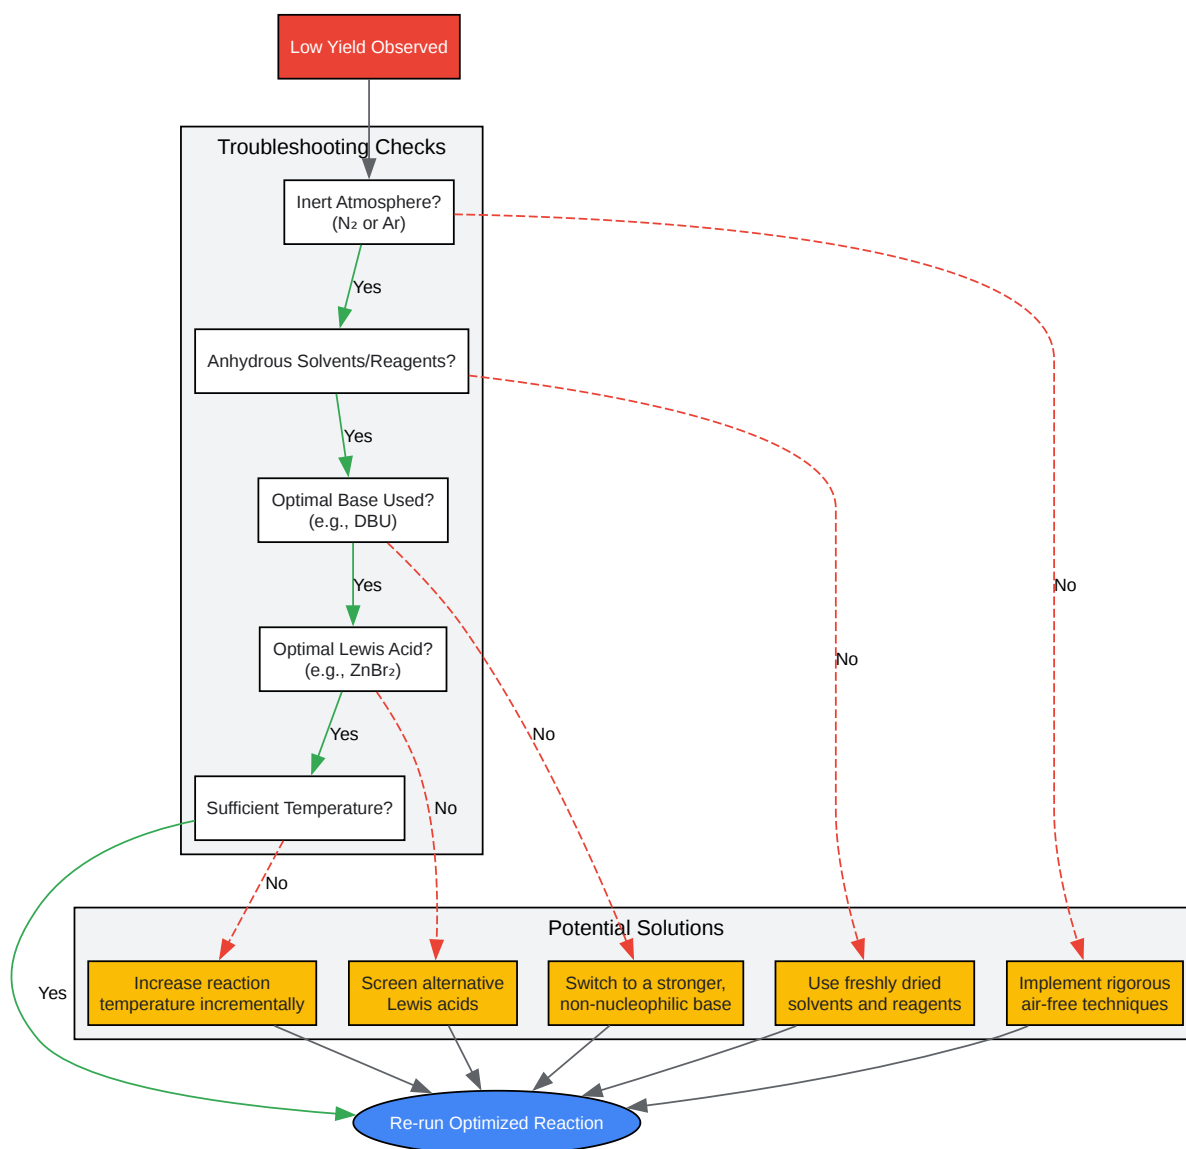 Low Yield Observed
Troubleshooting Checks
Inert Atmosphere?
(N₂ or Ar)
Yes
Anhydrous Solvents/Reagents?
Yes
Optimal Base Used?
(e.g., DBU)
Yes
No
Optimal Lewis Acid?
(e.g., ZnBr₂)
No
Yes
No
Sufficient Temperature?
No
No
Potential Solutions
Increase reaction
temperature incrementally
Screen alternative
Lewis acids
Switch to a stronger,
non-nucleophilic base
Use freshly dried
solvents and reagents
Implement rigorous
air-free techniques
Yes
Re-run Optimized Reaction